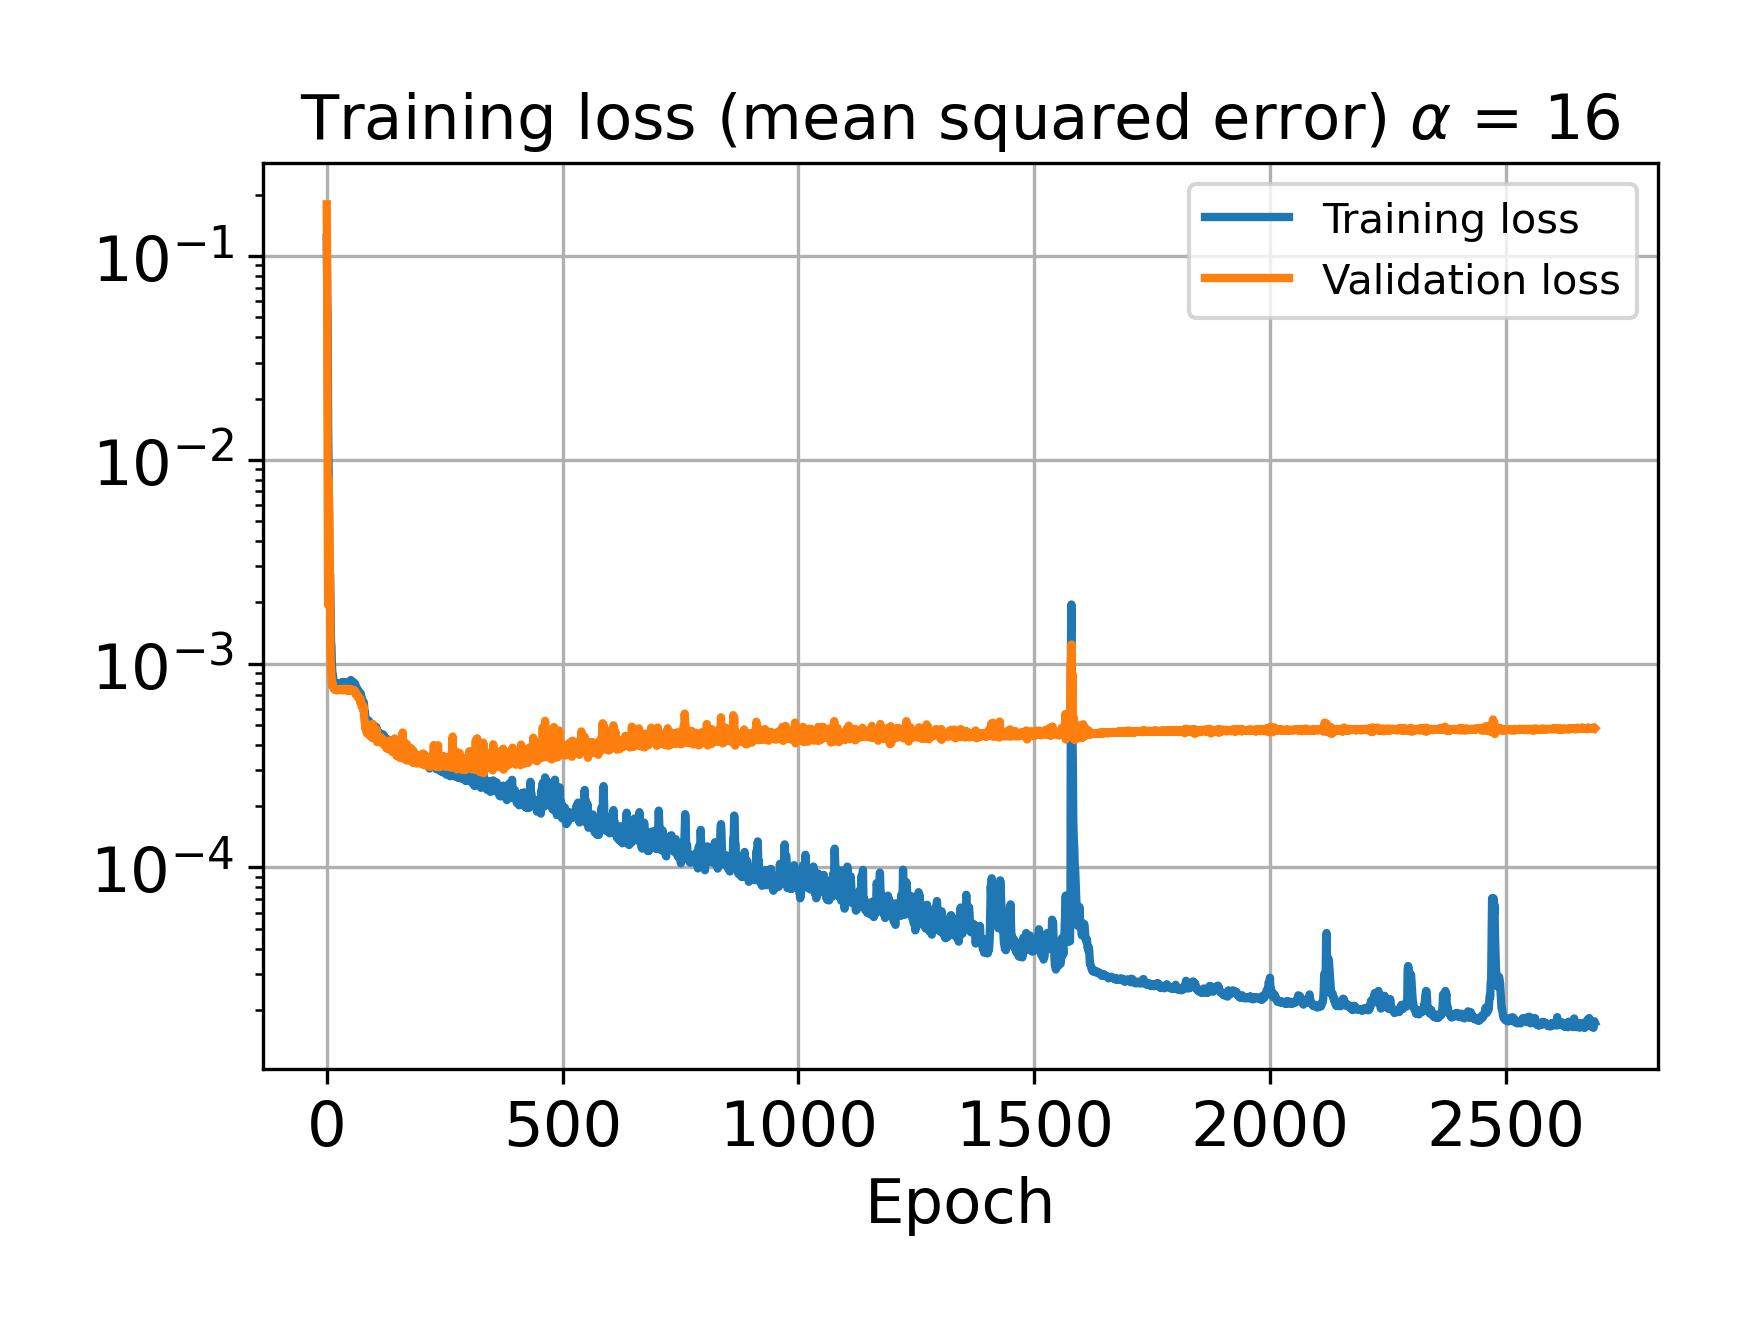 Training loss (mean squared error) α = 16
Training loss
Validation loss
10⁻¹
10⁻²
10⁻³
10⁻⁴
0 500 1000 1500 2000 2500
Epoch